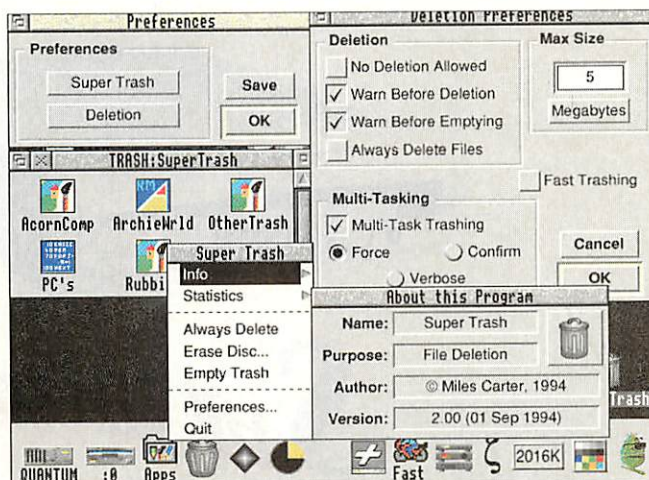 Preferences
Preferences
Super Trash
Deletion
Save
OK
Deletion Preferences
Deletion
No Deletion Allowed
Warn Before Deletion
Warn Before Emptying
Always Delete Files
Max Size
5
Megabytes
Fast Trashing
Multi-Tasking
Multi-Task Trashing
Force
Confirm
Verbose
Cancel
OK
TRASH:SuperTrash
AcornComp
ArchieWrld
OtherTrash
PC's
Rubbi
Super Trash
Info
Statistics
Always Delete
Erase Disc...
Empty Trash
Preferences...
Quit
About this Program
Name: Super Trash
Purpose: File Deletion
Author: © Miles Carter, 1994
Version: 2.00 (01 Sep 1994)
Trash
QUANTUM
:0
Apps
Fast
2016K